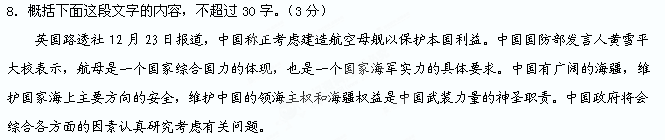 8．概括下面这段文字的内容，不超过 30 字。（3 分）
英国路透社 12 月 23 日报道，中国称正考虑建造航空母舰以保护本国利益。中国国防部发言人黄雪平
大校表示，航母是一个国家综合国力的体现，也是一个国家海军实力的具体要求。中国有广阔的海疆，维
护国家海上主要方向的安全，维护中国的领海主权和海疆权益是中国武装力量的神圣职责。中国政府将会
综合各方面的因素认真研究考虑有关问题。